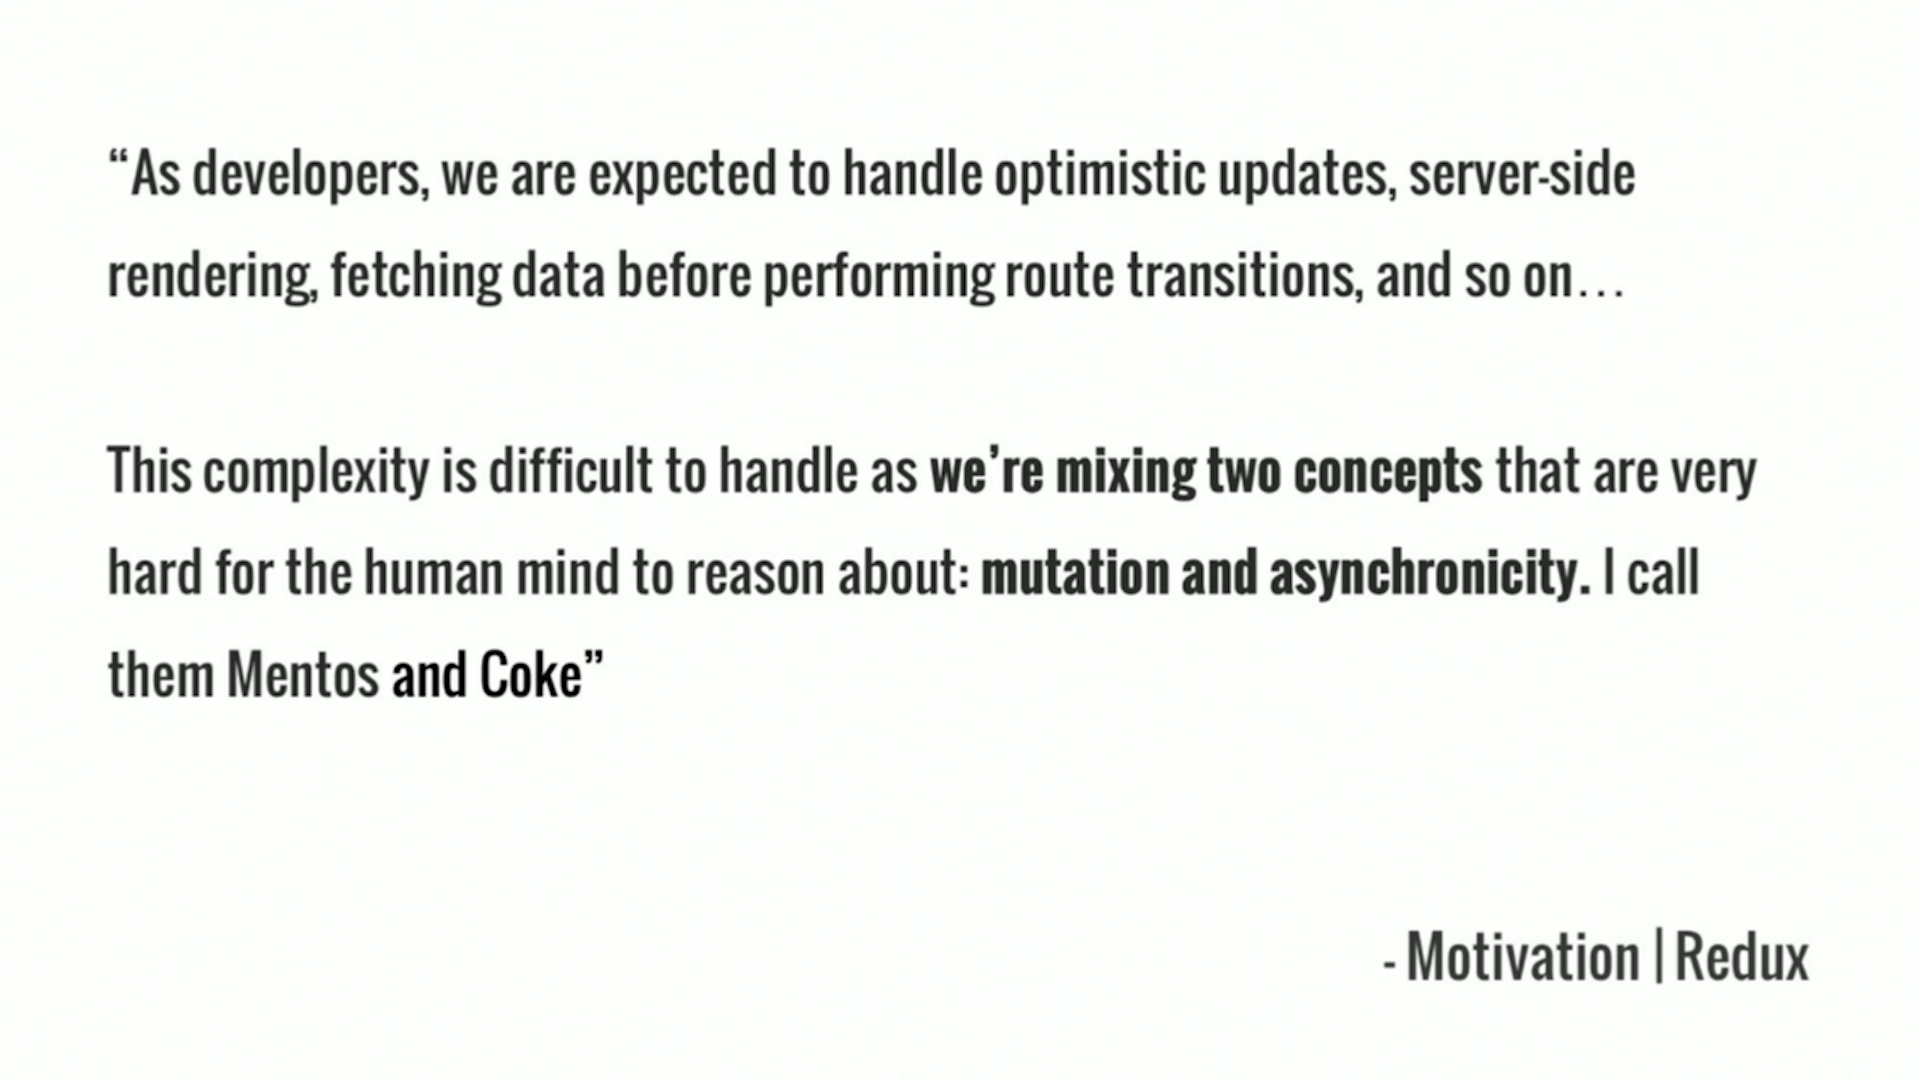 “As developers, we are expected to handle optimistic updates, server-side
rendering, fetching data before performing route transitions, and so on…
This complexity is difficult to handle as we’re mixing two concepts that are very
hard for the human mind to reason about: mutation and asynchronicity. I call
them Mentos and Coke”
- Motivation | Redux